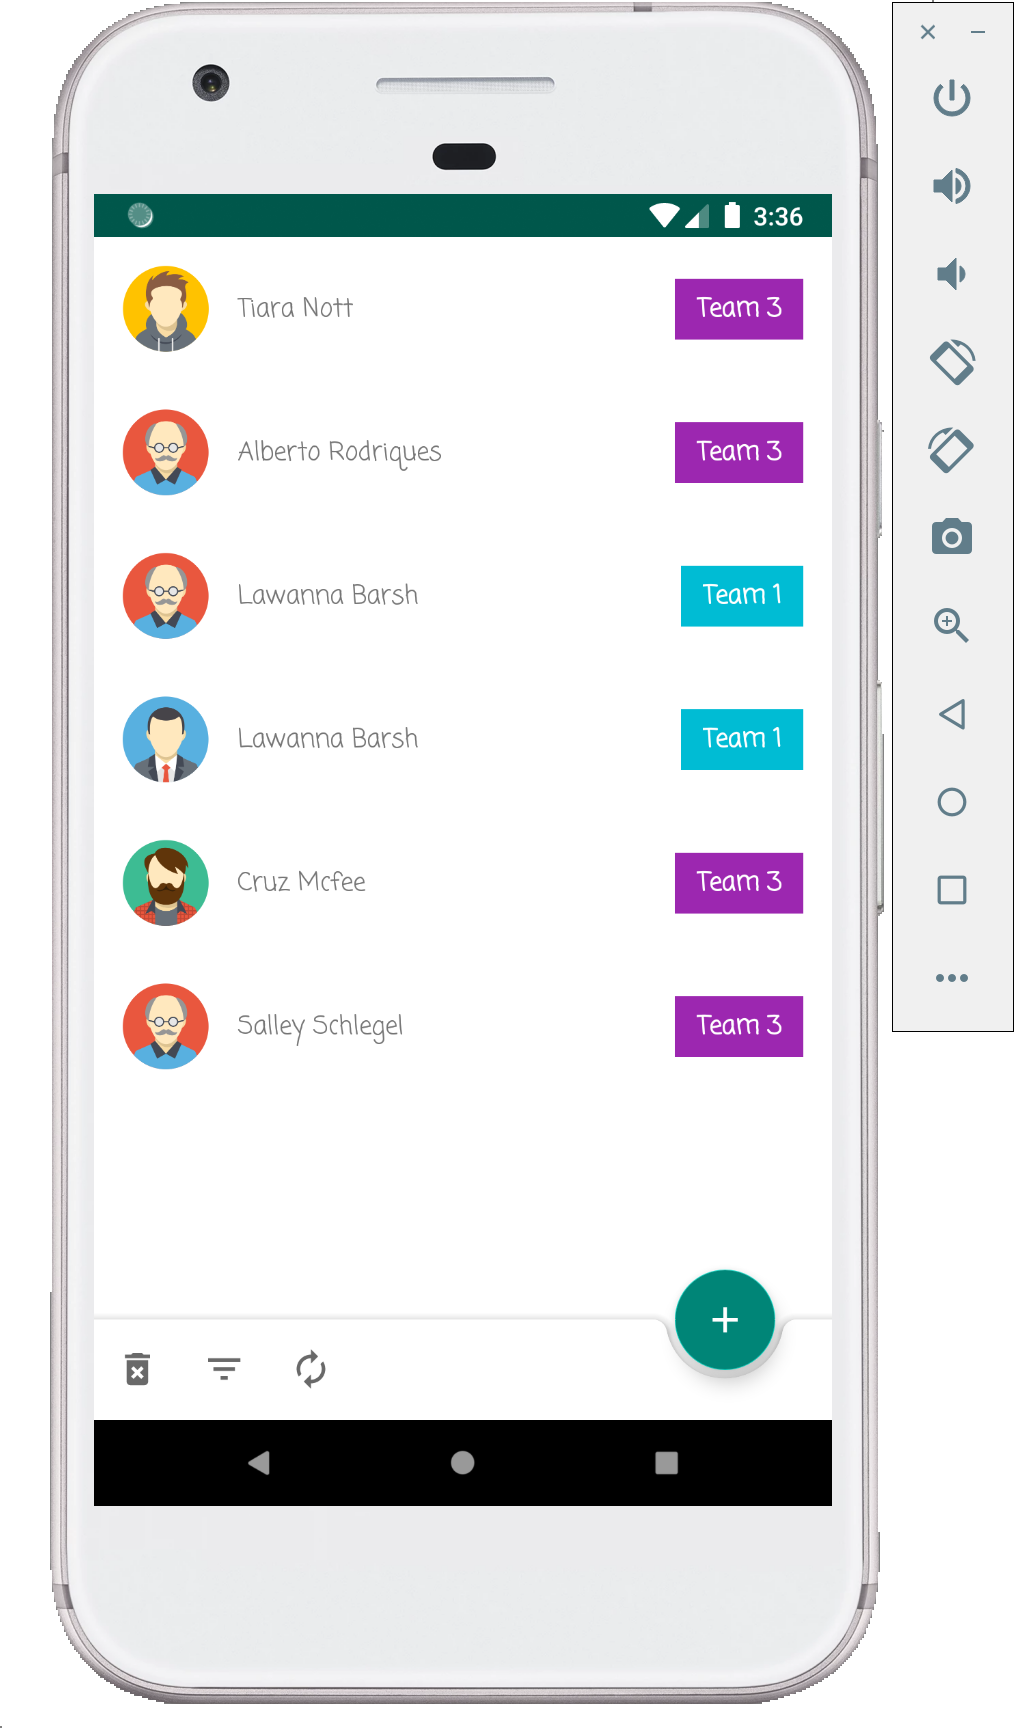 3:36
Tiara Nott Team 3
Alberto Rodriques Team 3
Lawanna Barsh Team 1
Lawanna Barsh Team 1
Cruz Mcfee Team 3
Salley Schlegel Team 3